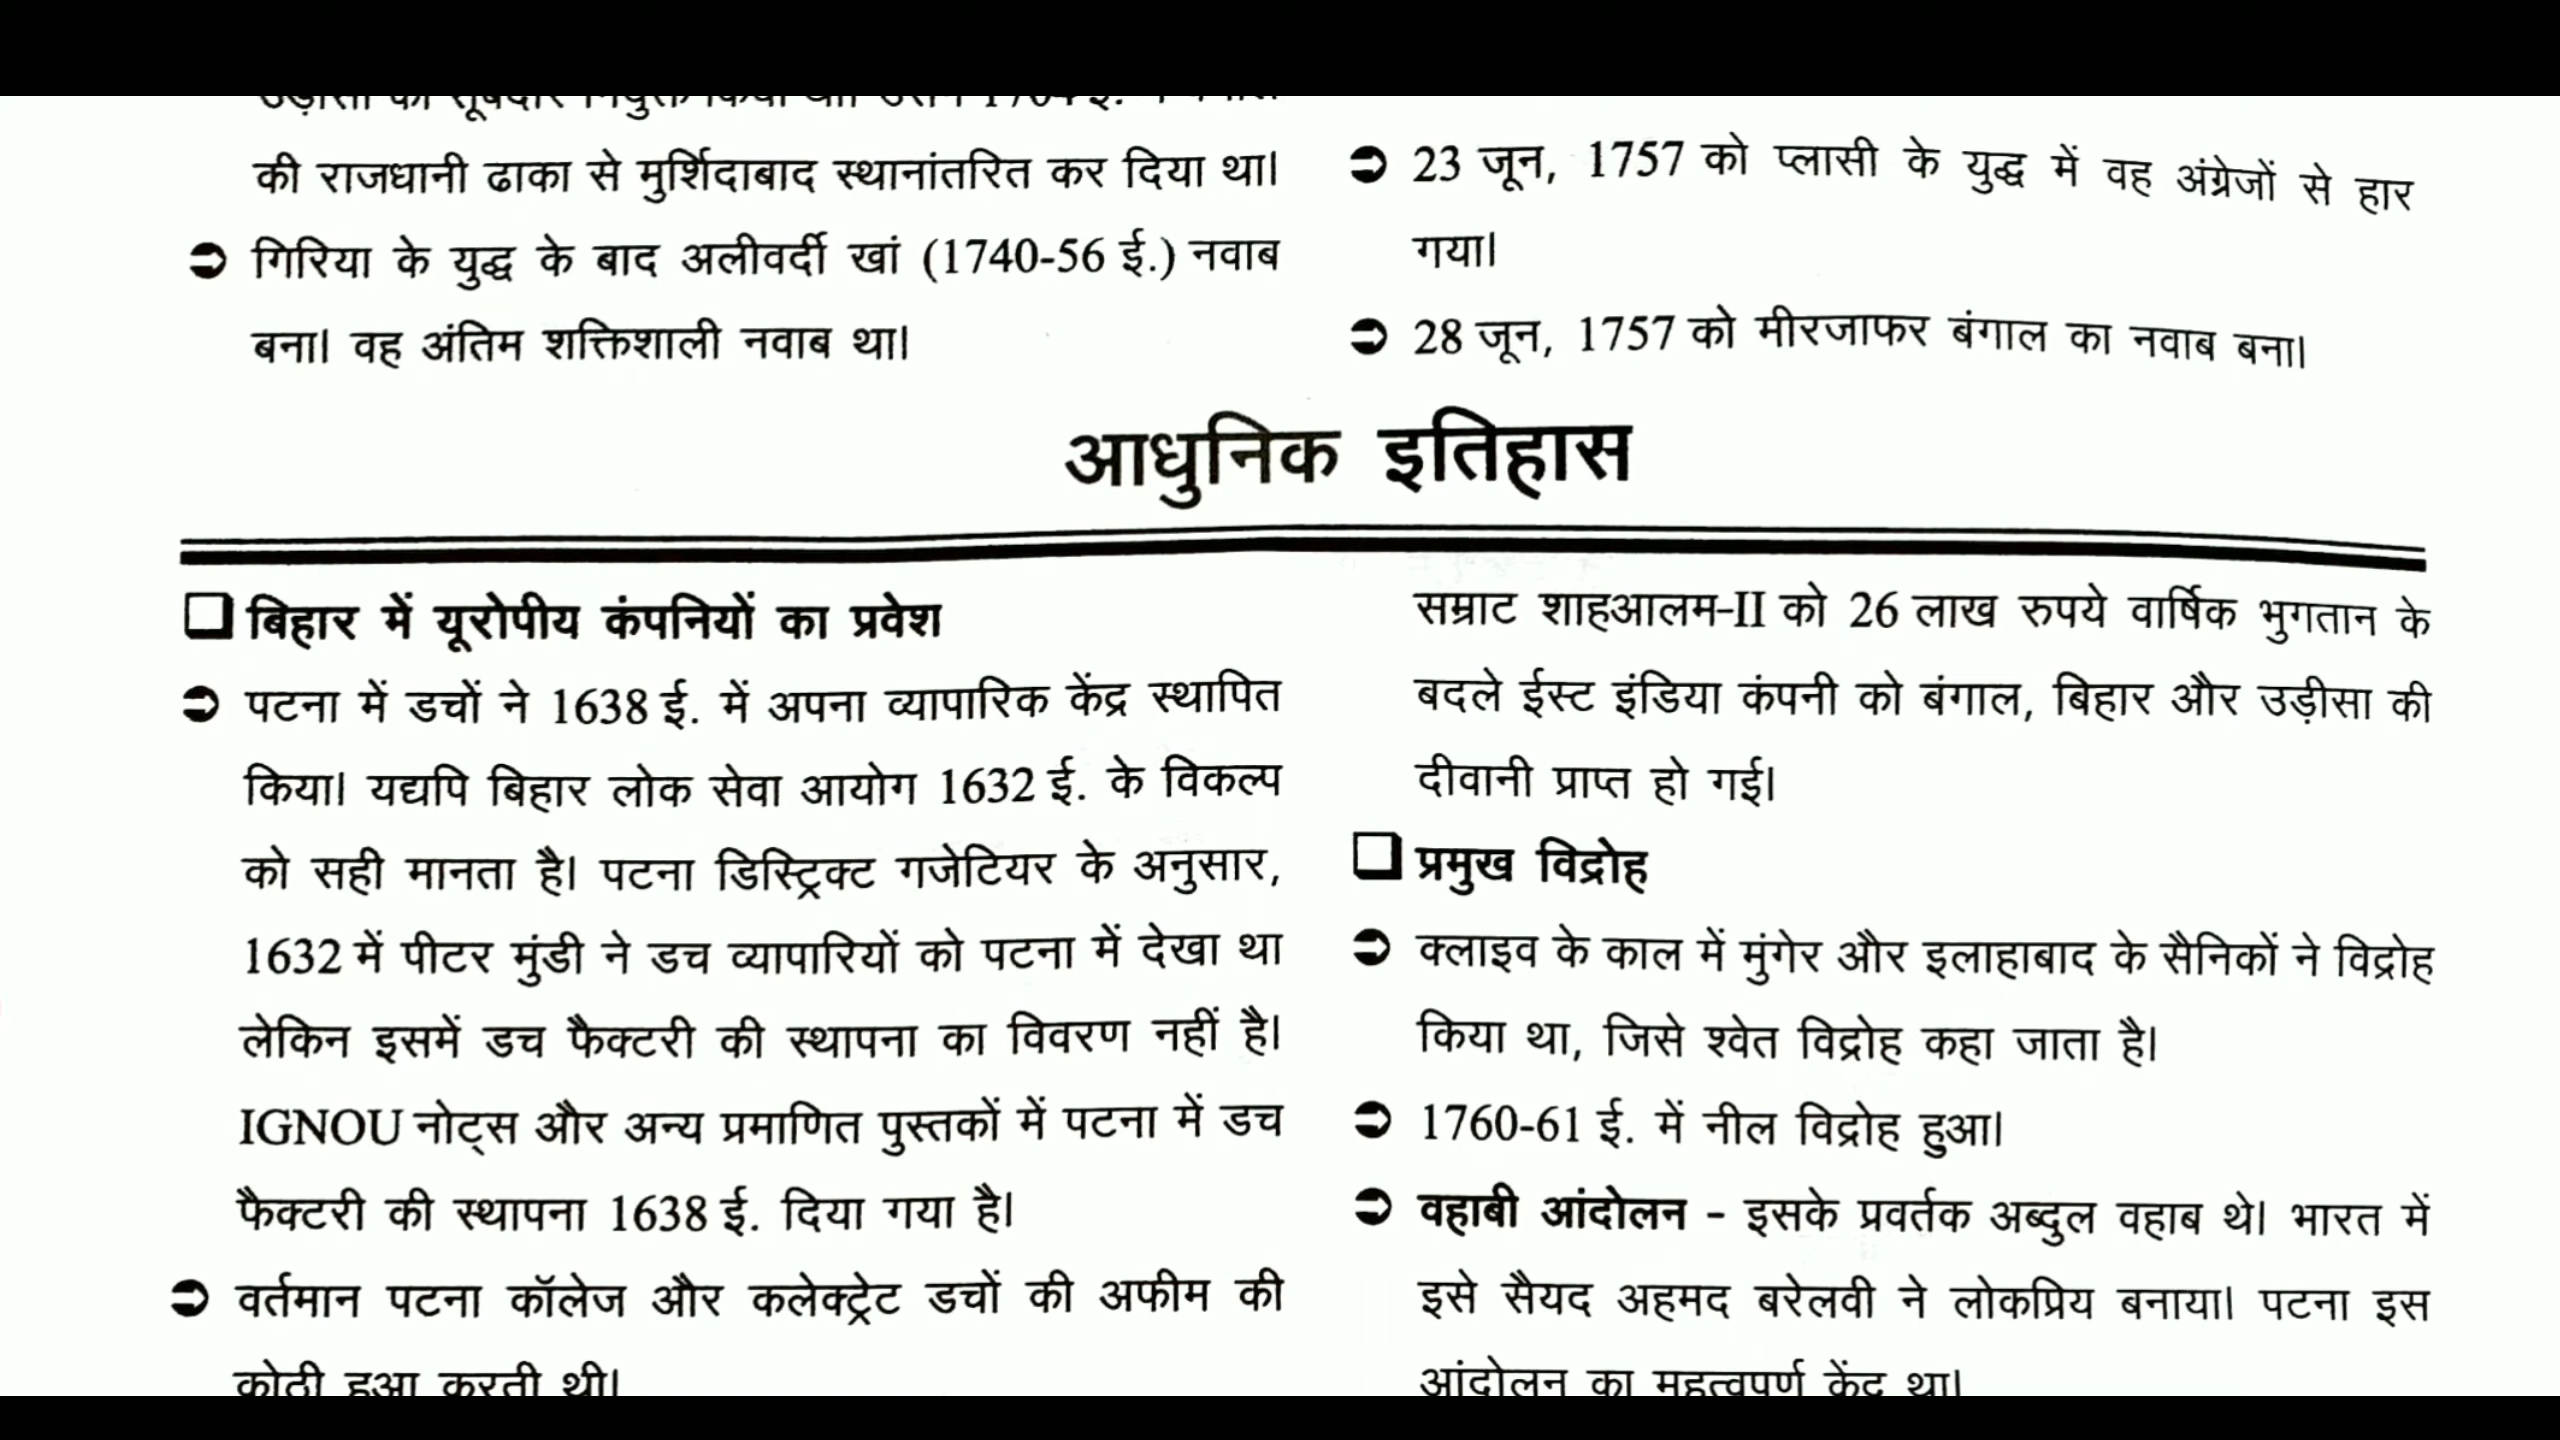 की राजधानी ढाका से मुर्शिदाबाद स्थानांतरित कर दिया था।
➲ गिरिया के युद्ध के बाद अलीवर्दी खां (1740-56 ई.) नवाब
बना। वह अंतिम शक्तिशाली नवाब था।
➲ 23 जून, 1757 को प्लासी के युद्ध में वह अंग्रेजों से हार
गया।
➲ 28 जून, 1757 को मीरजाफर बंगाल का नवाब बना।
आधुनिक इतिहास
❑ बिहार में यूरोपीय कंपनियों का प्रवेश
➲ पटना में डचों ने 1638 ई. में अपना व्यापारिक केंद्र स्थापित
किया। यद्यपि बिहार लोक सेवा आयोग 1632 ई. के विकल्प
को सही मानता है। पटना डिस्ट्रिक्ट गजेटियर के अनुसार,
1632 में पीटर मुंडी ने डच व्यापारियों को पटना में देखा था
लेकिन इसमें डच फैक्टरी की स्थापना का विवरण नहीं है।
IGNOU नोट्स और अन्य प्रमाणित पुस्तकों में पटना में डच
फैक्टरी की स्थापना 1638 ई. दिया गया है।
➲ वर्तमान पटना कॉलेज और कलेक्ट्रेट डचों की अफीम की
कोठी हुआ करती थी।
सम्राट शाहआलम-II को 26 लाख रुपये वार्षिक भुगतान के
बदले ईस्ट इंडिया कंपनी को बंगाल, बिहार और उड़ीसा की
दीवानी प्राप्त हो गई।
❑ प्रमुख विद्रोह
➲ क्लाइव के काल में मुंगेर और इलाहाबाद के सैनिकों ने विद्रोह
किया था, जिसे श्वेत विद्रोह कहा जाता है।
➲ 1760-61 ई. में नील विद्रोह हुआ।
➲ वहाबी आंदोलन - इसके प्रवर्तक अब्दुल वहाब थे। भारत में
इसे सैयद अहमद बरेलवी ने लोकप्रिय बनाया। पटना इस
आंदोलन का महत्वपूर्ण केंद्र था।